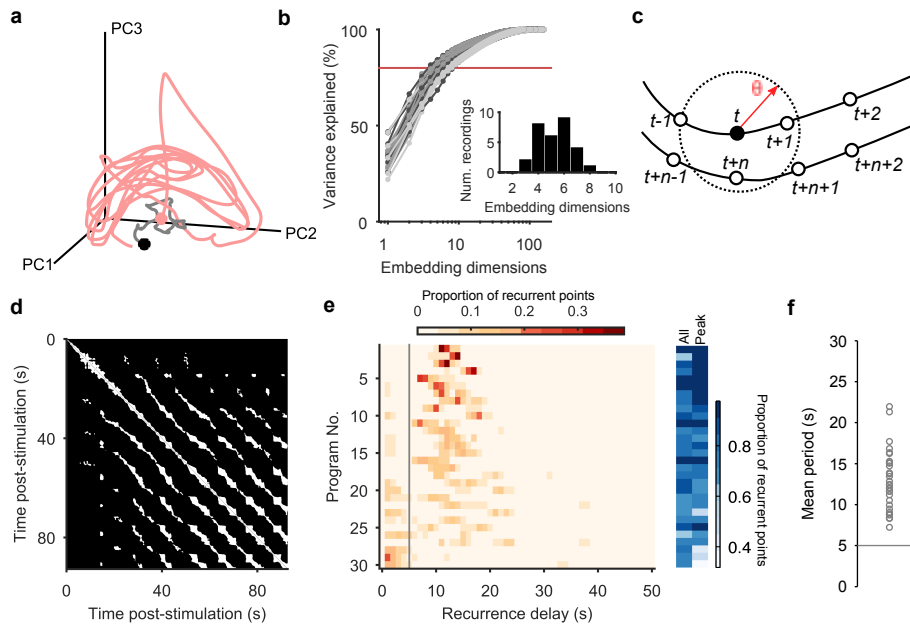 a
PC3
PC2
PC1
b
Variance explained (%)
100
50
0
1
10
100
Embedding dimensions
Num. recordings
10
5
0
2
4
6
8
10
Embedding dimensions
c
θ
t-1
t
t+1
t+2
t+n-1
t+n
t+n+1
t+n+2
d
Time post-stimulation (s)
0
40
80
0
40
80
Time post-stimulation (s)
e
Proportion of recurrent points
0
0.1
0.2
0.3
Program No.
5
10
15
20
25
30
0
10
20
30
40
50
Recurrence delay (s)
All
Peak
0.8
0.6
0.4
Proportion of recurrent points
f
Mean period (s)
30
25
20
15
10
5
0